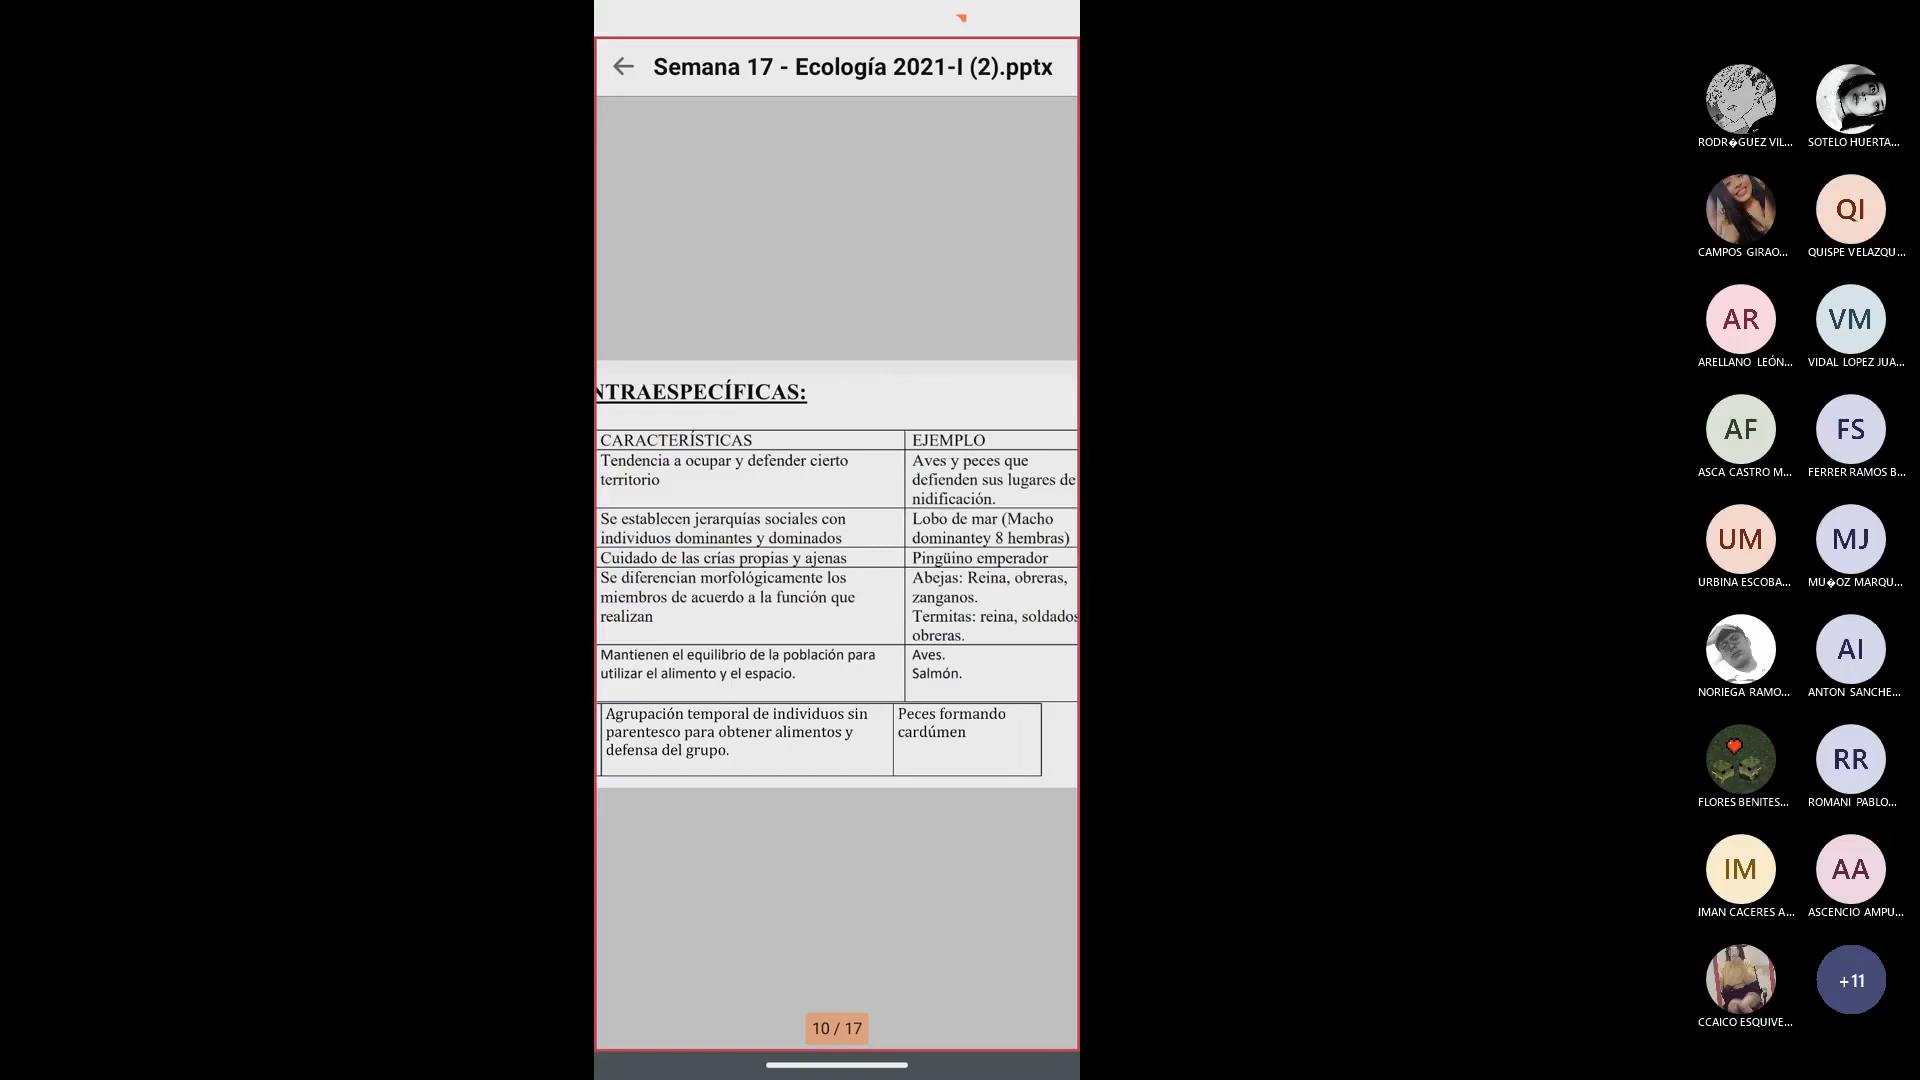 Semana 17 - Ecología 2021-I (2).pptx
NTRAESPECÍFICAS:
CARACTERÍSTICAS
EJEMPLO
Tendencia a ocupar y defender cierto
territorio
Aves y peces que
defienden sus lugares de
nidificación.
Se establecen jerarquías sociales con
individuos dominantes y dominados
Lobo de mar (Macho
dominantey 8 hembras)
Cuidado de las crías propias y ajenas
Pingüino emperador
Se diferencian morfológicamente los
miembros de acuerdo a la función que
realizan
Abejas: Reina, obreras,
zanganos.
Termitas: reina, soldados
obreras.
Mantienen el equilibrio de la población para
utilizar el alimento y el espacio.
Aves.
Salmón.
Agrupación temporal de individuos sin
parentesco para obtener alimentos y
defensa del grupo.
Peces formando
cardúmen
10 / 17
RODR�GUEZ VIL...
SOTELO HUERTA...
CAMPOS GIRAO...
QI
QUISPE VELAZQU...
AR
ARELLANO LEÓN...
VM
VIDAL LOPEZ JUA...
AF
ASCA CASTRO M...
FS
FERRER RAMOS B...
UM
URBINA ESCOBA...
MJ
MU�OZ MARQU...
NORIEGA RAMO...
AI
ANTON SANCHE...
FLORES BENITES...
RR
ROMANI PABLO...
IM
IMAN CACERES A...
AA
ASCENCIO AMPU...
CCAICO ESQUIVE...
+11